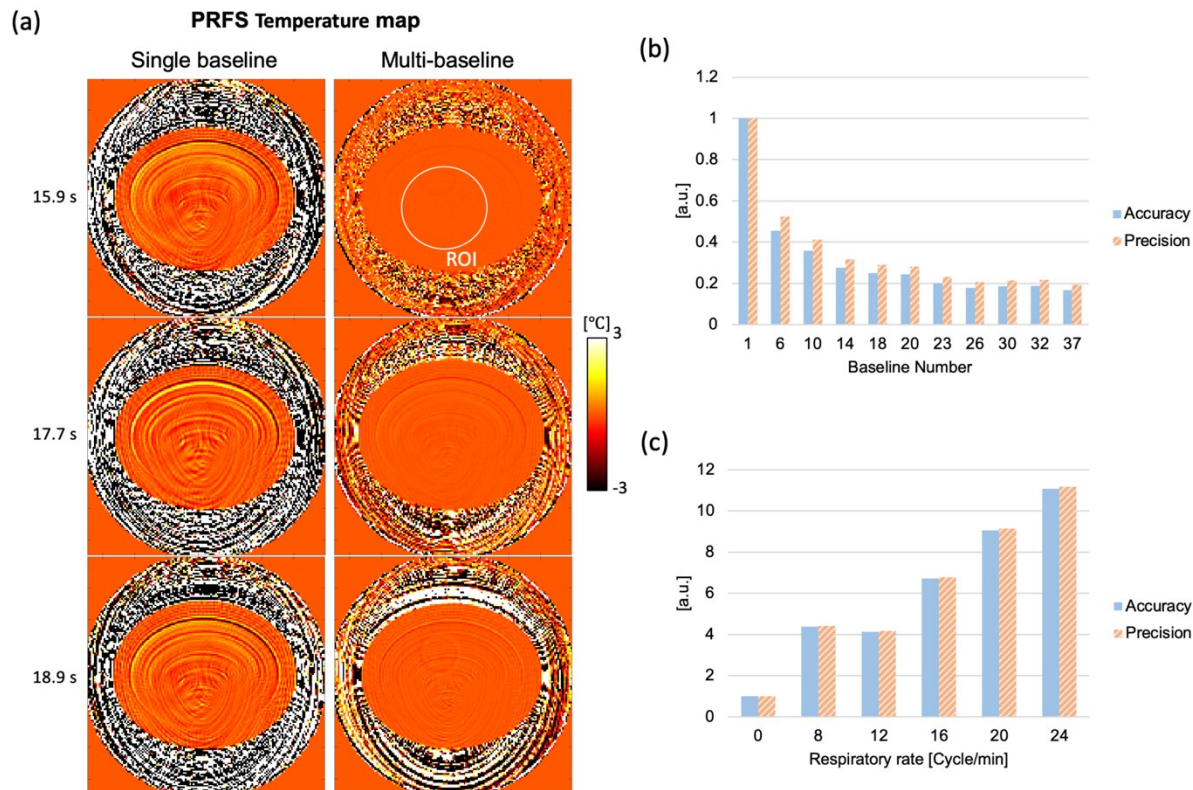 (a)
PRFS Temperature map
Single baseline
Multi-baseline
15.9 s
ROI
17.7 s
[°C]
3
-3
18.9 s
(b)
1.2
1
0.8
0.6
0.4
0.2
0
[a.u.]
1 6 10 14 18 20 23 26 30 32 37
Baseline Number
Accuracy
Precision
(c)
12
10
8
6
4
2
0
[a.u.]
0 8 12 16 20 24
Respiratory rate [Cycle/min]
Accuracy
Precision